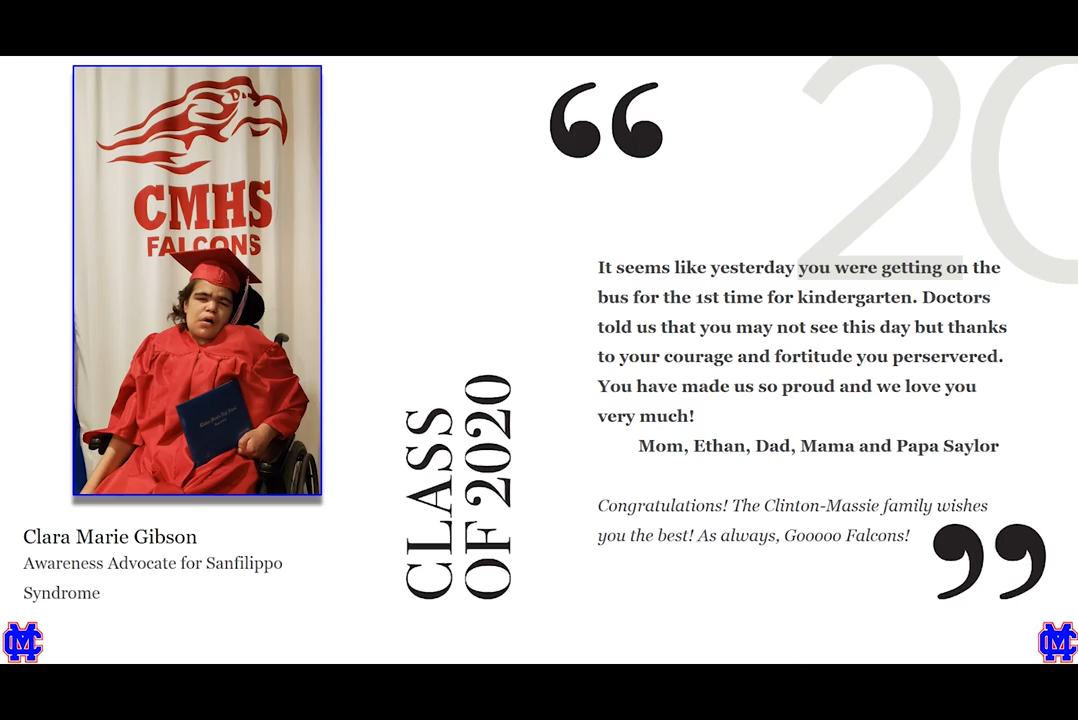 CMHS
FALCONS
Clara Marie Gibson
Awareness Advocate for Sanfilippo
Syndrome
CLASS
OF 2020
20
“
It seems like yesterday you were getting on the
bus for the 1st time for kindergarten. Doctors
told us that you may not see this day but thanks
to your courage and fortitude you perservered.
You have made us so proud and we love you
very much!
Mom, Ethan, Dad, Mama and Papa Saylor
Congratulations! The Clinton-Massie family wishes
you the best! As always, Gooooo Falcons!
”
CM
CM